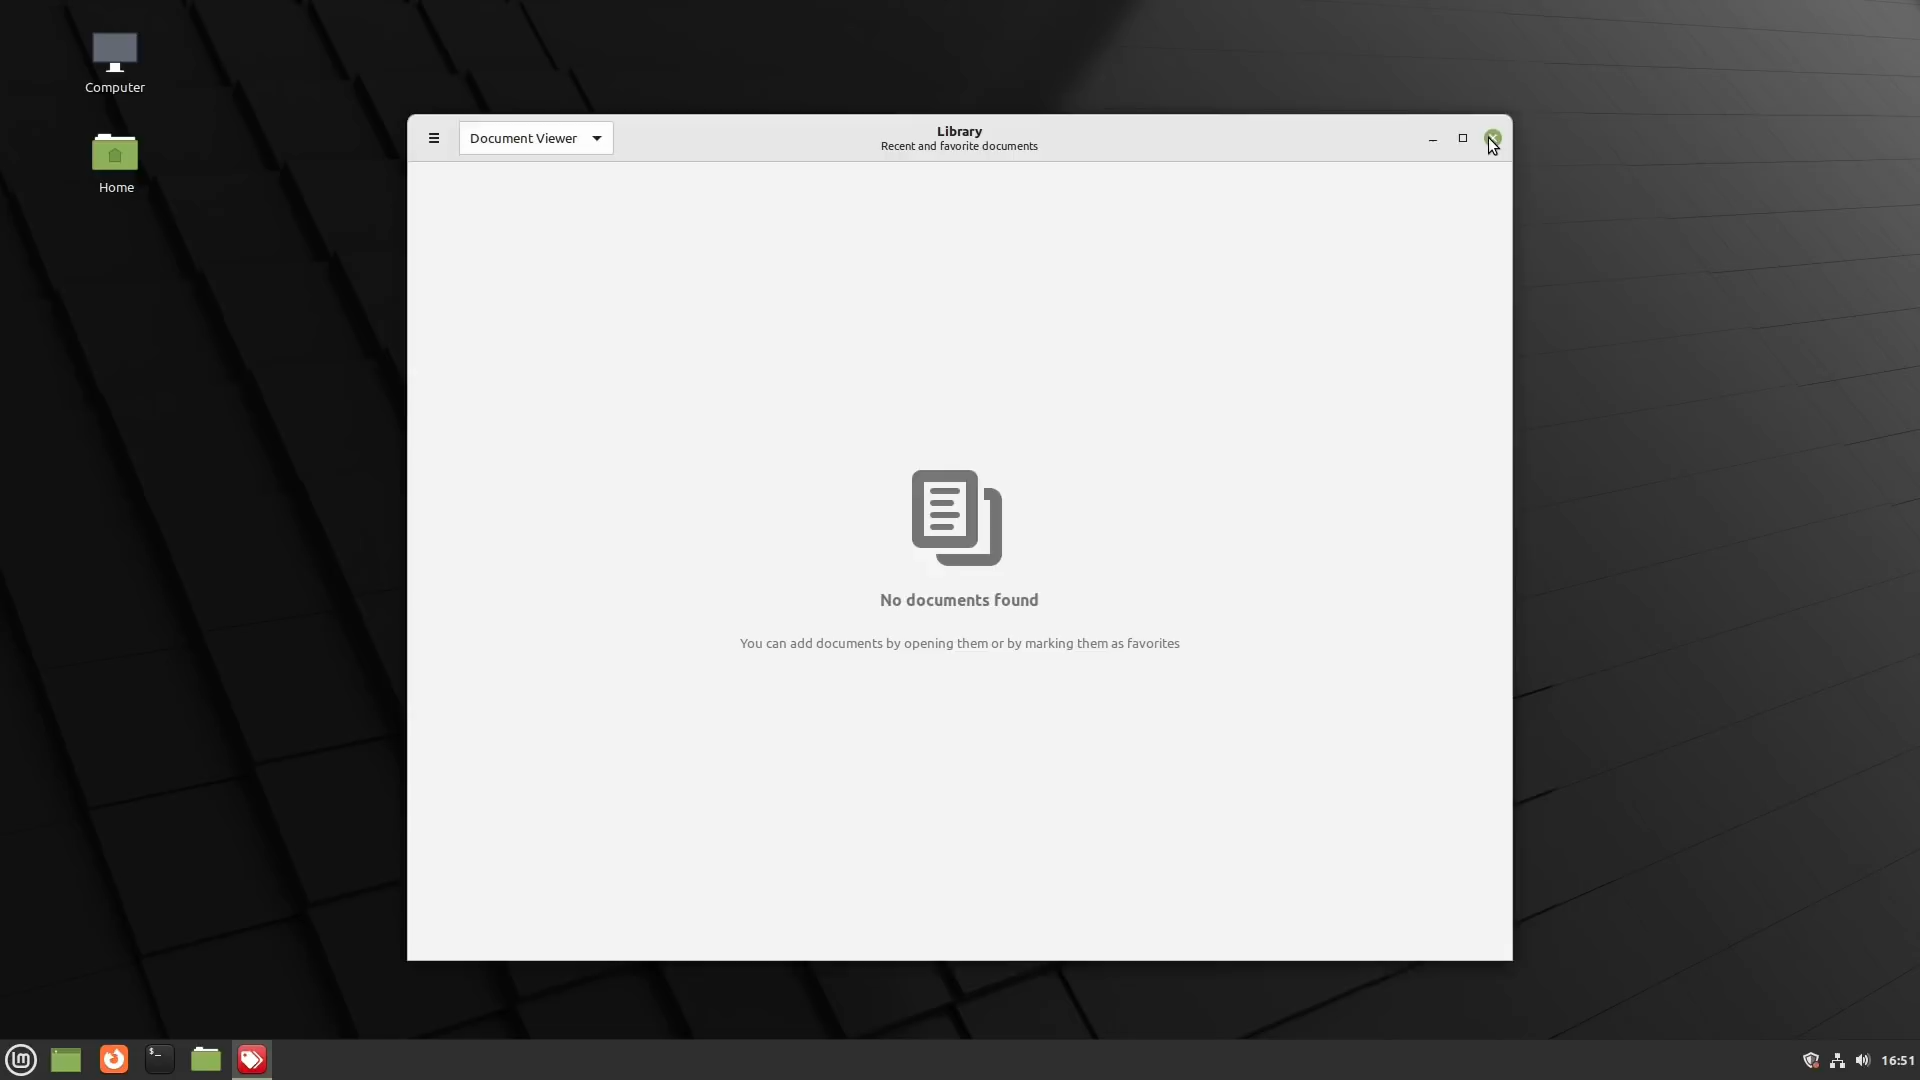 Computer
Home
Document Viewer
Library
Recent and favorite documents
No documents found
You can add documents by opening them or by marking them as favorites
lm
$_
16:51